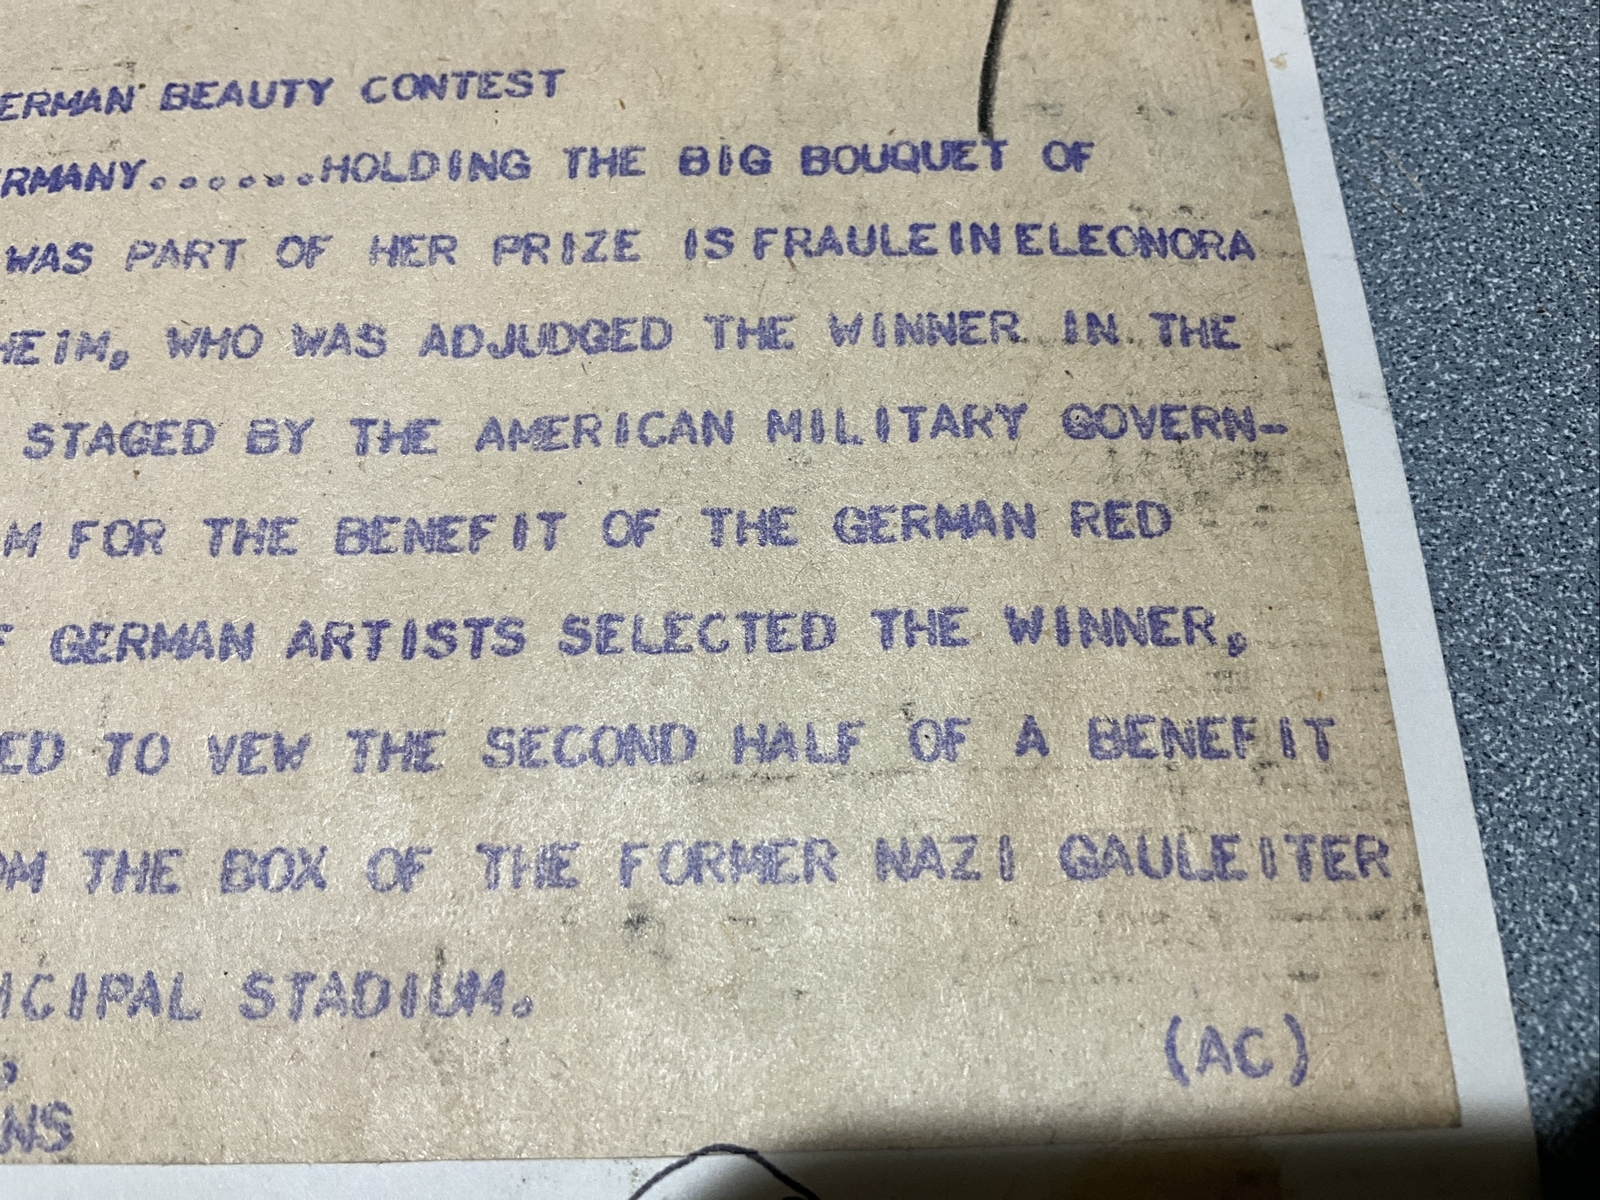 ERMAN BEAUTY CONTEST
RMANY......HOLDING THE BIG BOUQUET OF
WAS PART OF HER PRIZE IS FRAULEIN ELEONORA
HEIM, WHO WAS ADJUDGED THE WINNER IN THE
STAGED BY THE AMERICAN MILITARY GOVERN-
M FOR THE BENEFIT OF THE GERMAN RED
F GERMAN ARTISTS SELECTED THE WINNER,
ED TO VEW THE SECOND HALF OF A BENEFIT
OM THE BOX OF THE FORMER NAZI GAULEITER
ICIPAL STADIUM.
(AC)
NS